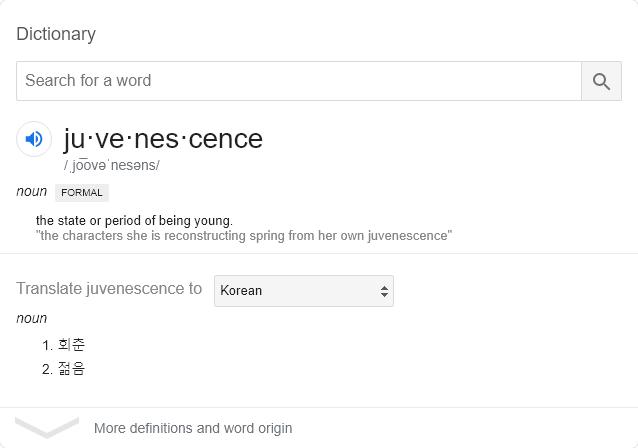 Dictionary
Search for a word
ju·ve·nes·cence
/ˌjo͞ovəˈnesəns/
noun FORMAL
the state or period of being young.
"the characters she is reconstructing spring from her own juvenescence"
Translate juvenescence to Korean
noun
1. 회춘
2. 젊음
More definitions and word origin